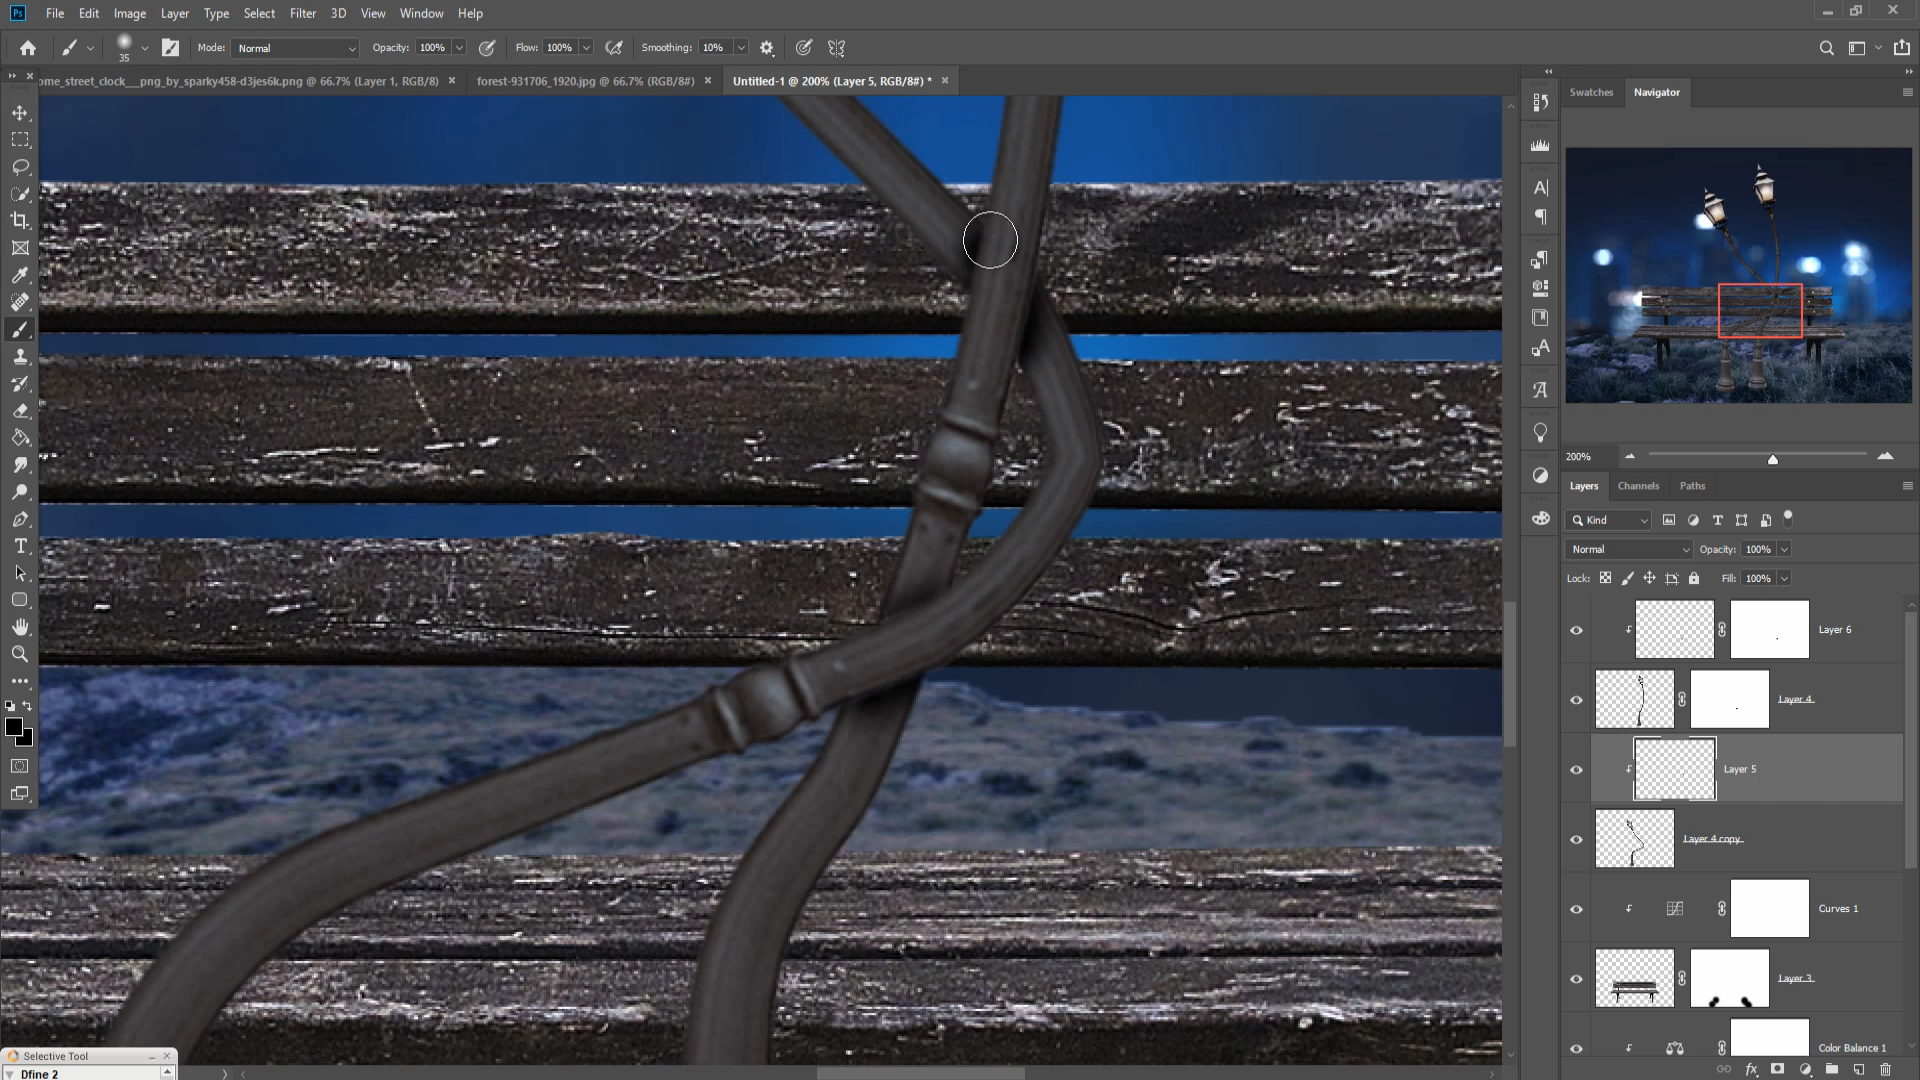 Ps File Edit Image Layer Type Select Filter 3D View Window Help
35 Mode: Normal Opacity: 100% Flow: 100% Smoothing: 10%
ome_street_clock___png_by_sparky458-d3jes6k.png @ 66.7% (Layer 1, RGB/8) × forest-931706_1920.jpg @ 66.7% (RGB/8#) × Untitled-1 @ 200% (Layer 5, RGB/8#) * ×
Swatches Navigator
200%
Layers Channels Paths
Kind
Normal Opacity: 100%
Lock: Fill: 100%
Layer 6
Layer 4
Layer 5
Layer 4 copy
Curves 1
Layer 3
Color Balance 1
Selective Tool
Dfine 2